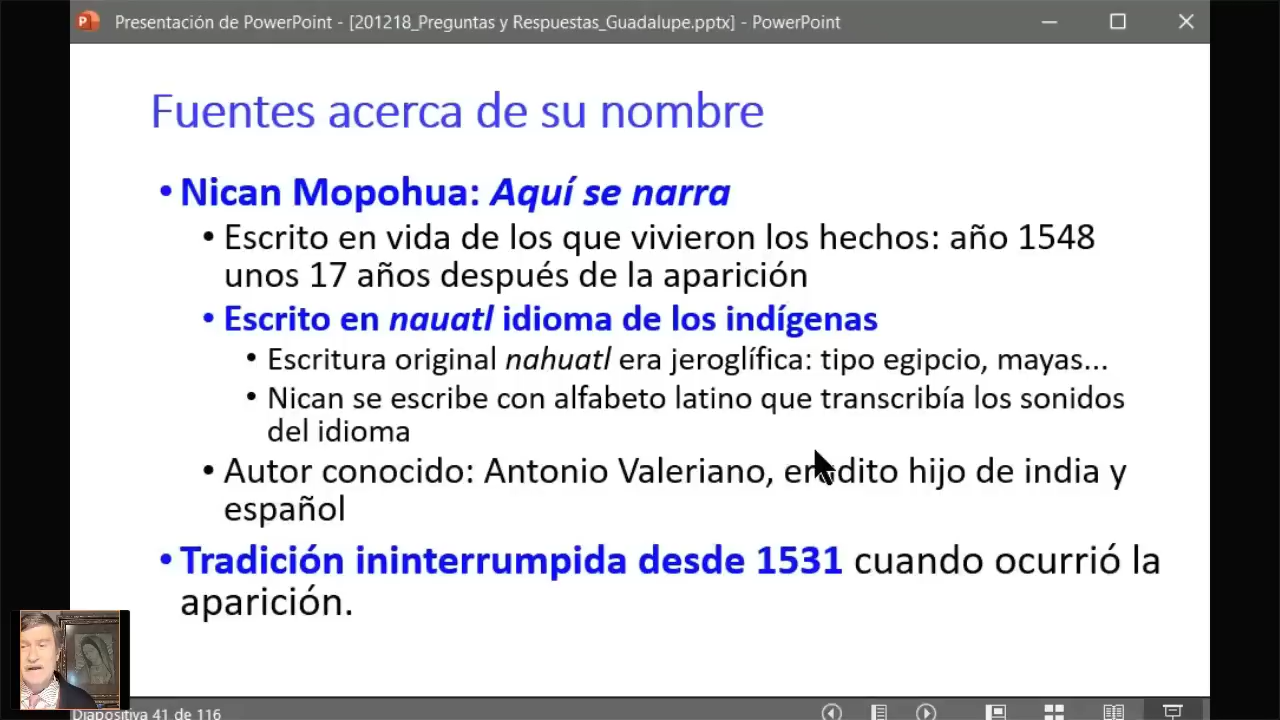 Presentación de PowerPoint - [201218_Preguntas y Respuestas_Guadalupe.pptx] - PowerPoint
Fuentes acerca de su nombre
• Nican Mopohua: Aquí se narra
• Escrito en vida de los que vivieron los hechos: año 1548
unos 17 años después de la aparición
• Escrito en nauatl idioma de los indígenas
• Escritura original nahuatl era jeroglífica: tipo egipcio, mayas...
• Nican se escribe con alfabeto latino que transcribía los sonidos
del idioma
• Autor conocido: Antonio Valeriano, erudito hijo de india y
español
• Tradición ininterrumpida desde 1531 cuando ocurrió la
aparición.
Diapositiva 41 de 116